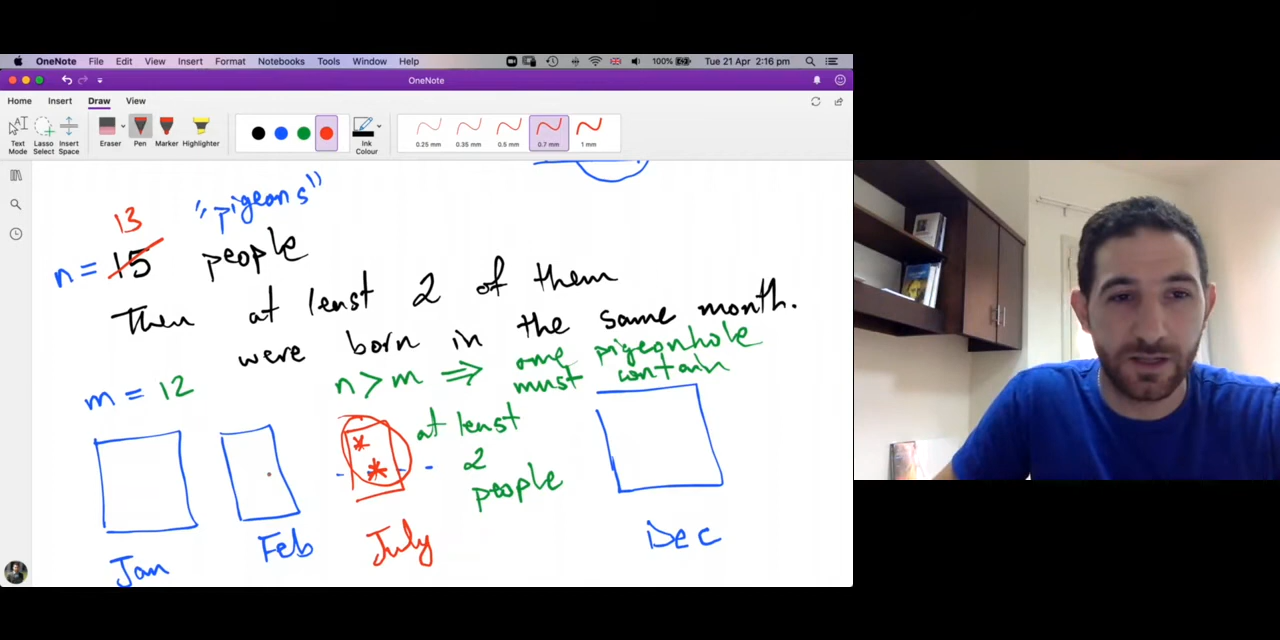 OneNote File Edit View Insert Format Notebooks Tools Window Help 100% Tue 21 Apr 2:16 pm
OneNote
Home Insert Draw View
Text Mode Lasso Select Insert Space Eraser Pen Marker Highlighter Ink Colour 0.25 mm 0.35 mm 0.5 mm 0.7 mm 1 mm
"pigeons"
13
n = 15 people
Then at least 2 of them
were born in the same month.
m = 12 n > m ⇒ one pigeonhole
must contain
at least
2
people
Jan Feb July Dec